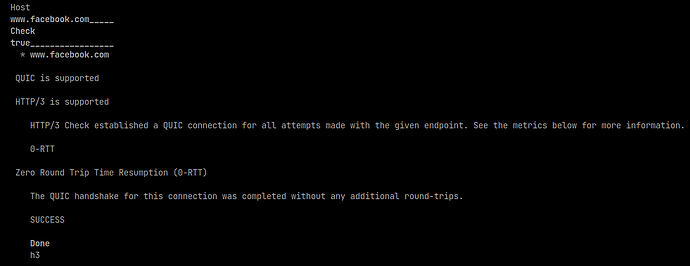 Host
www.facebook.com_____
Check
true_________________
* www.facebook.com
QUIC is supported
HTTP/3 is supported
HTTP/3 Check established a QUIC connection for all attempts made with the given endpoint. See the metrics below for more information.
0-RTT
Zero Round Trip Time Resumption (0-RTT)
The QUIC handshake for this connection was completed without any additional round-trips.
SUCCESS
Done
h3